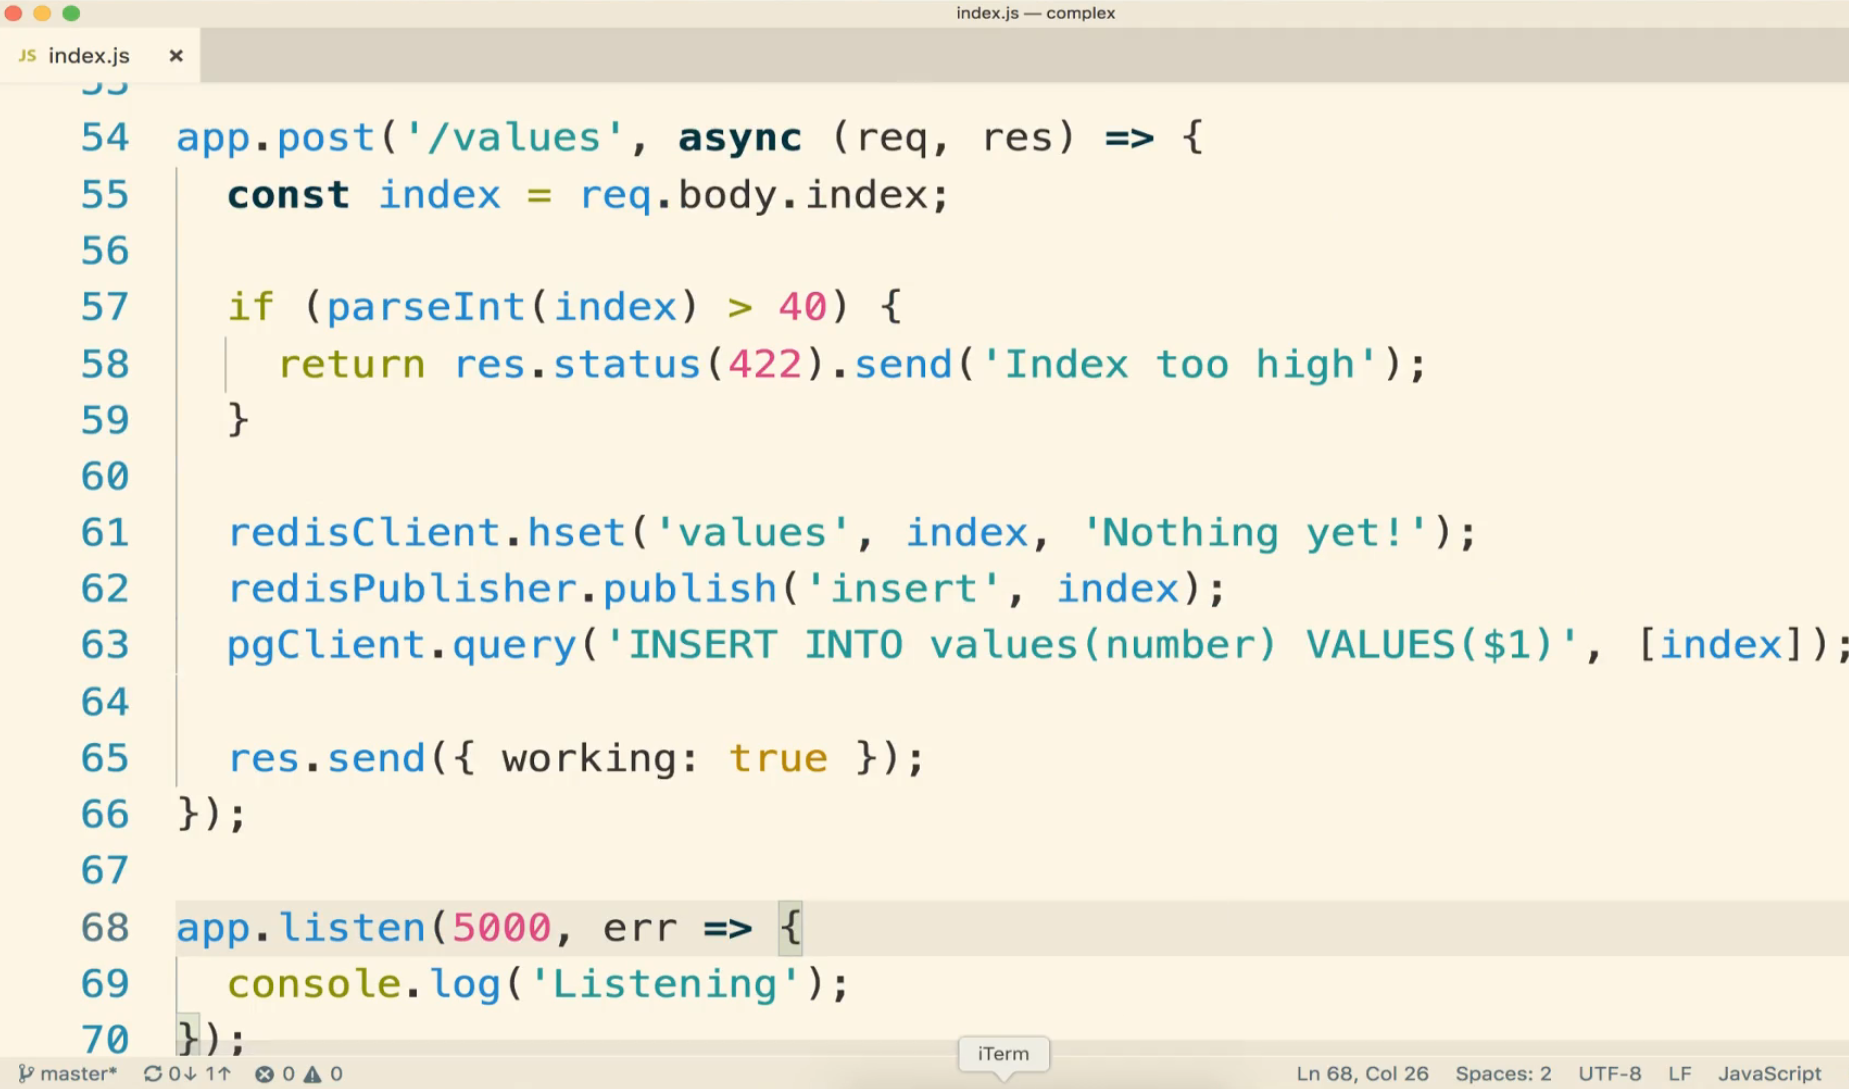 index.js — complex
JS index.js ×
53
54 app.post('/values', async (req, res) => {
55   const index = req.body.index;
56
57   if (parseInt(index) > 40) {
58     return res.status(422).send('Index too high');
59   }
60
61   redisClient.hset('values', index, 'Nothing yet!');
62   redisPublisher.publish('insert', index);
63   pgClient.query('INSERT INTO values(number) VALUES($1)', [index]);
64
65   res.send({ working: true });
66 });
67
68 app.listen(5000, err => {
69   console.log('Listening');
70 });
iTerm
master* 0↓ 1↑ 0 0 Ln 68, Col 26 Spaces: 2 UTF-8 LF JavaScript